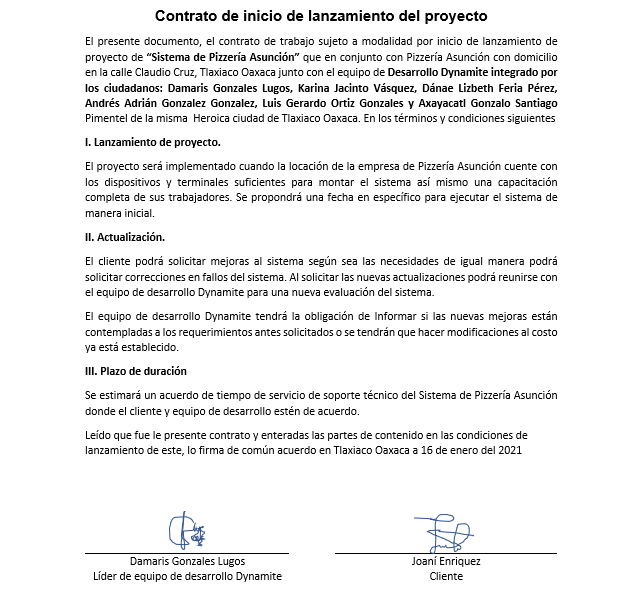 Contrato de inicio de lanzamiento del proyecto
El presente documento, el contrato de trabajo sujeto a modalidad por inicio de lanzamiento de
proyecto de “Sistema de Pizzería Asunción” que en conjunto con Pizzería Asunción con domicilio
en la calle Claudio Cruz, Tlaxiaco Oaxaca junto con el equipo de Desarrollo Dynamite integrado por
los ciudadanos: Damaris Gonzales Lugos, Karina Jacinto Vásquez, Dánae Lizbeth Feria Pérez,
Andrés Adrián Gonzalez Gonzalez, Luis Gerardo Ortiz Gonzales y Axayacatl Gonzalo Santiago
Pimentel de la misma Heroica ciudad de Tlaxiaco Oaxaca. En los términos y condiciones siguientes
I. Lanzamiento de proyecto.
El proyecto será implementado cuando la locación de la empresa de Pizzería Asunción cuente con
los dispositivos y terminales suficientes para montar el sistema así mismo una capacitación
completa de sus trabajadores. Se propondrá una fecha en específico para ejecutar el sistema de
manera inicial.
II. Actualización.
El cliente podrá solicitar mejoras al sistema según sea las necesidades de igual manera podrá
solicitar correcciones en fallos del sistema. Al solicitar las nuevas actualizaciones podrá reunirse con
el equipo de desarrollo Dynamite para una nueva evaluación del sistema.
El equipo de desarrollo Dynamite tendrá la obligación de Informar si las nuevas mejoras están
contempladas a los requerimientos antes solicitados o se tendrán que hacer modificaciones al costo
ya está establecido.
III. Plazo de duración
Se estimará un acuerdo de tiempo de servicio de soporte técnico del Sistema de Pizzería Asunción
donde el cliente y equipo de desarrollo estén de acuerdo.
Leído que fue le presente contrato y enteradas las partes de contenido en las condiciones de
lanzamiento de este, lo firma de común acuerdo en Tlaxiaco Oaxaca a 16 de enero del 2021
Damaris Gonzales Lugos
Líder de equipo de desarrollo Dynamite
Joaní Enriquez
Cliente